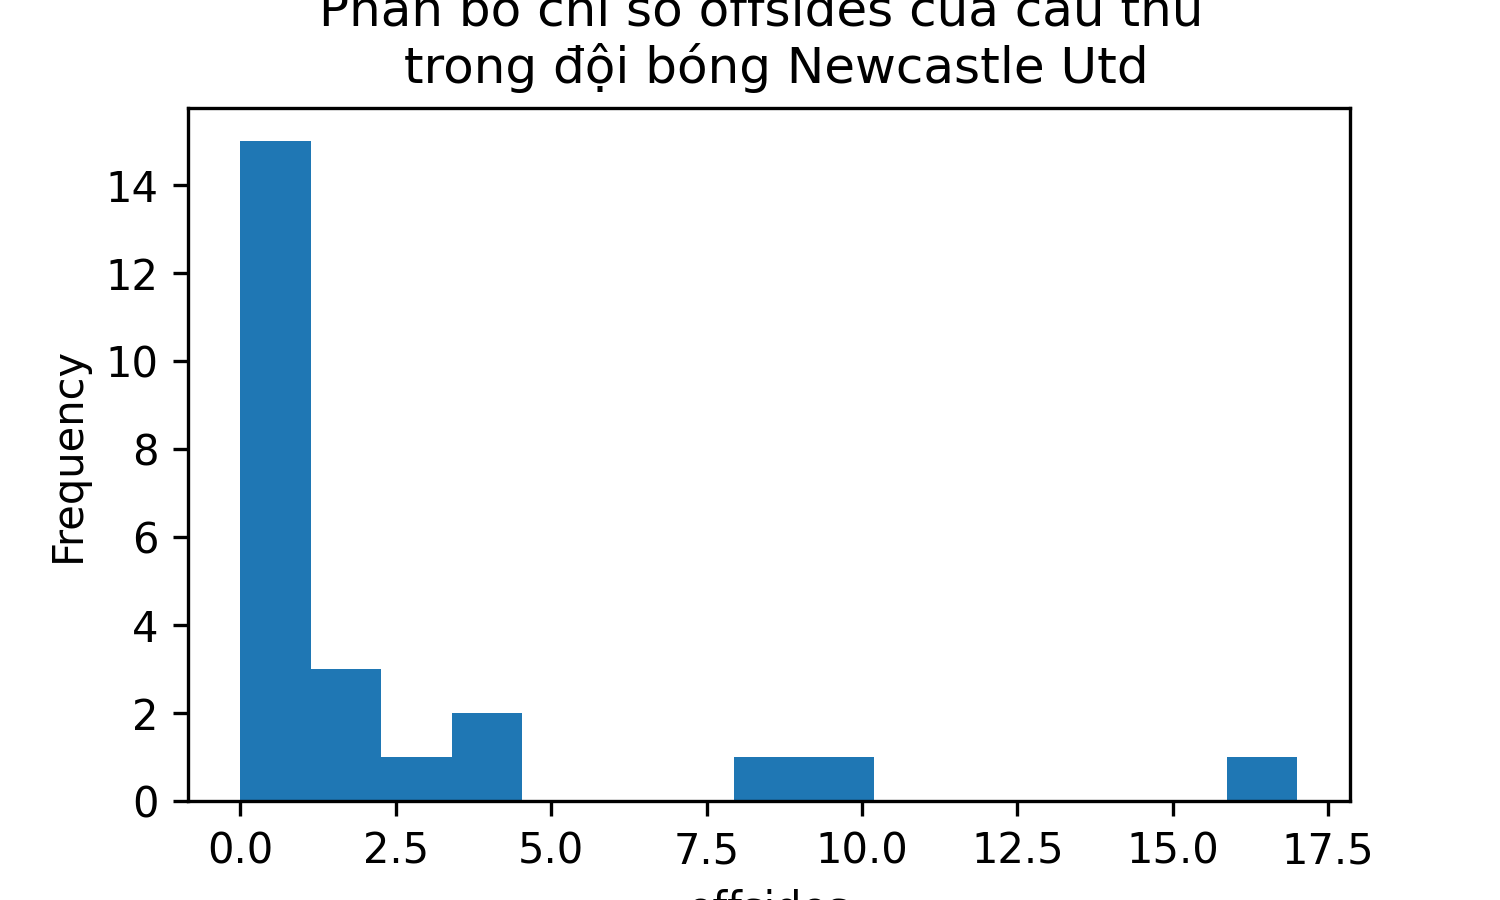 Phân bố chỉ số offsides của cầu thủ
trong đội bóng Newcastle Utd
14
12
10
8
6
4
2
0
Frequency
0.0 2.5 5.0 7.5 10.0 12.5 15.0 17.5
offsides